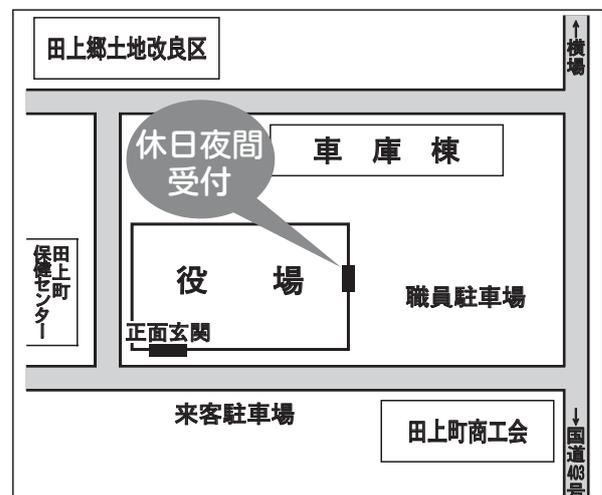 田上郷土地改良区
↑横場
休日夜間
受付
車庫棟
田上町
保健センター
役場
職員駐車場
正面玄関
来客駐車場
田上町商工会
↓国道403号